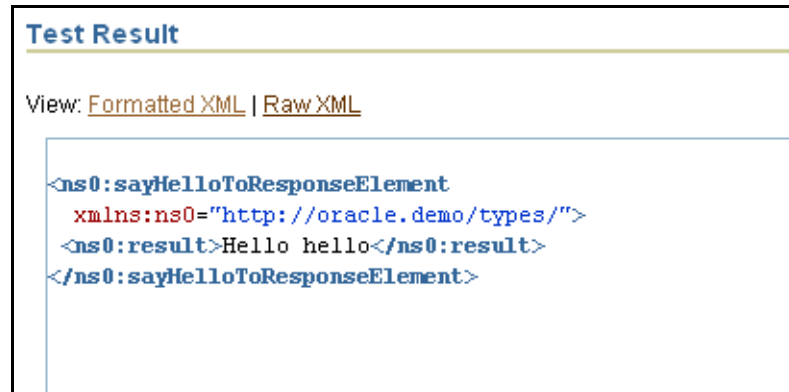 Test Result
View: Formatted XML | Raw XML
<ns0:sayHelloToResponseElement
xmlns:ns0="http://oracle.demo/types/">
<ns0:result>Hello hello</ns0:result>
</ns0:sayHelloToResponseElement>